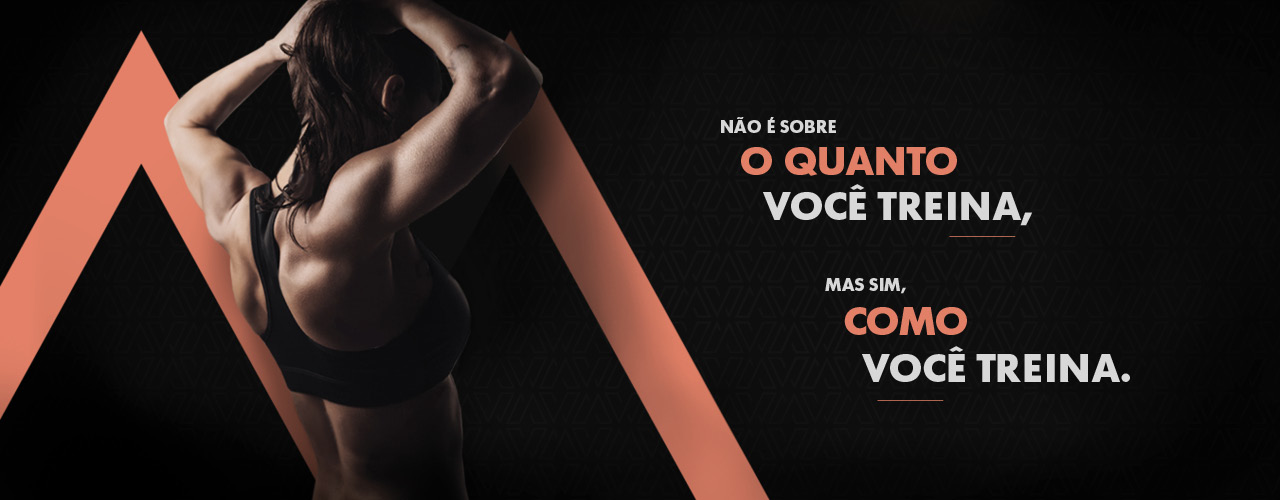 NÃO É SOBRE
O QUANTO
VOCÊ TREINA,
MAS SIM,
COMO
VOCÊ TREINA.